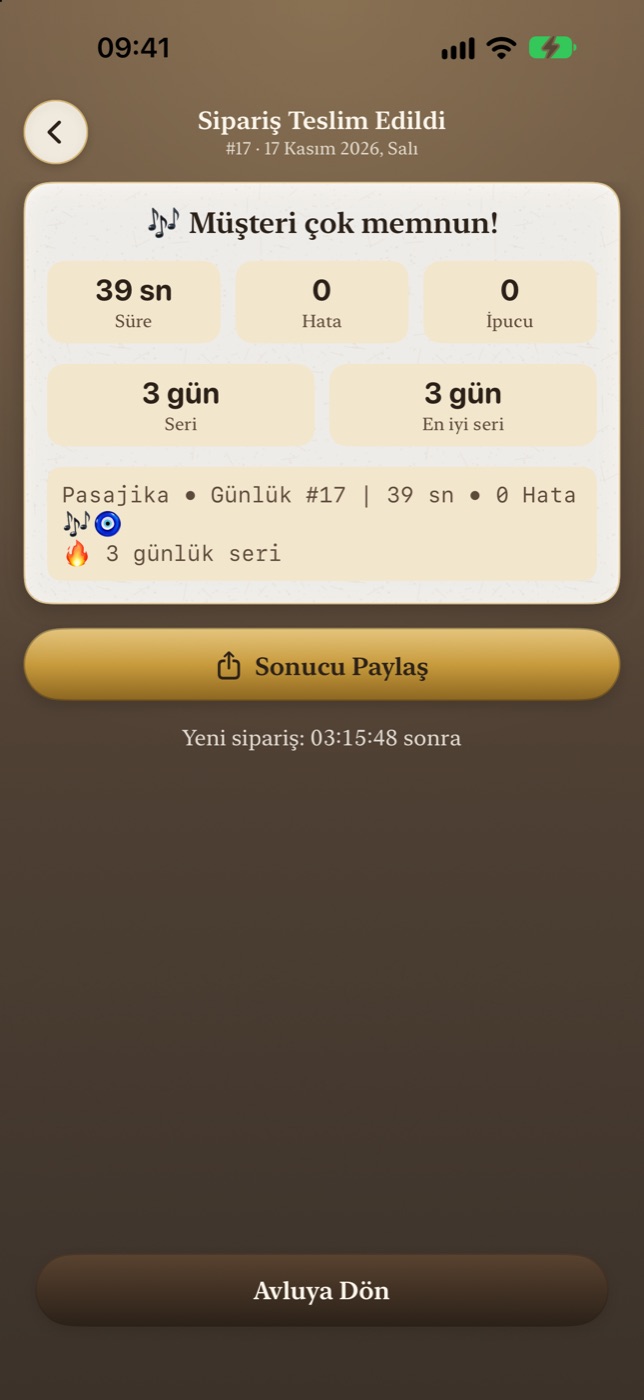 09:41
Sipariş Teslim Edildi
#17 · 17 Kasım 2026, Salı
🎶 Müşteri çok memnun!
39 sn
Süre
0
Hata
0
İpucu
3 gün
Seri
3 gün
En iyi seri
Pasajika • Günlük #17 | 39 sn • 0 Hata
🎶🧿
🔥 3 günlük seri
Sonucu Paylaş
Yeni sipariş: 03:15:48 sonra
Avluya Dön